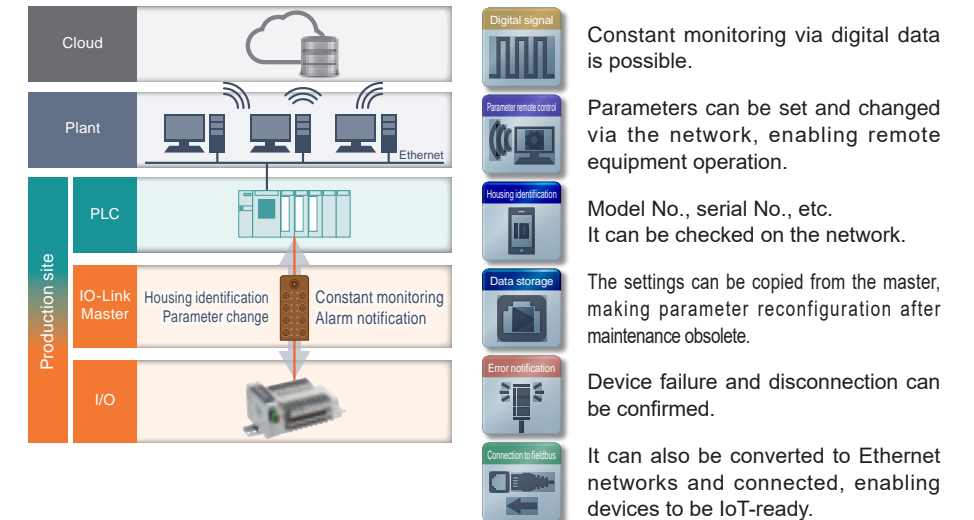 Cloud
Plant
Ethernet
Production site
PLC
IO-Link
Master
Housing identification
Parameter change
Constant monitoring
Alarm notification
I/O
Digital signal
Constant monitoring via digital data
is possible.
Parameter remote control
Parameters can be set and changed
via the network, enabling remote
equipment operation.
Housing identification
ID
Model No., serial No., etc.
It can be checked on the network.
Data storage
The settings can be copied from the master,
making parameter reconfiguration after
maintenance obsolete.
Error notification
Device failure and disconnection can
be confirmed.
Connection to fieldbus
It can also be converted to Ethernet
networks and connected, enabling
devices to be IoT-ready.